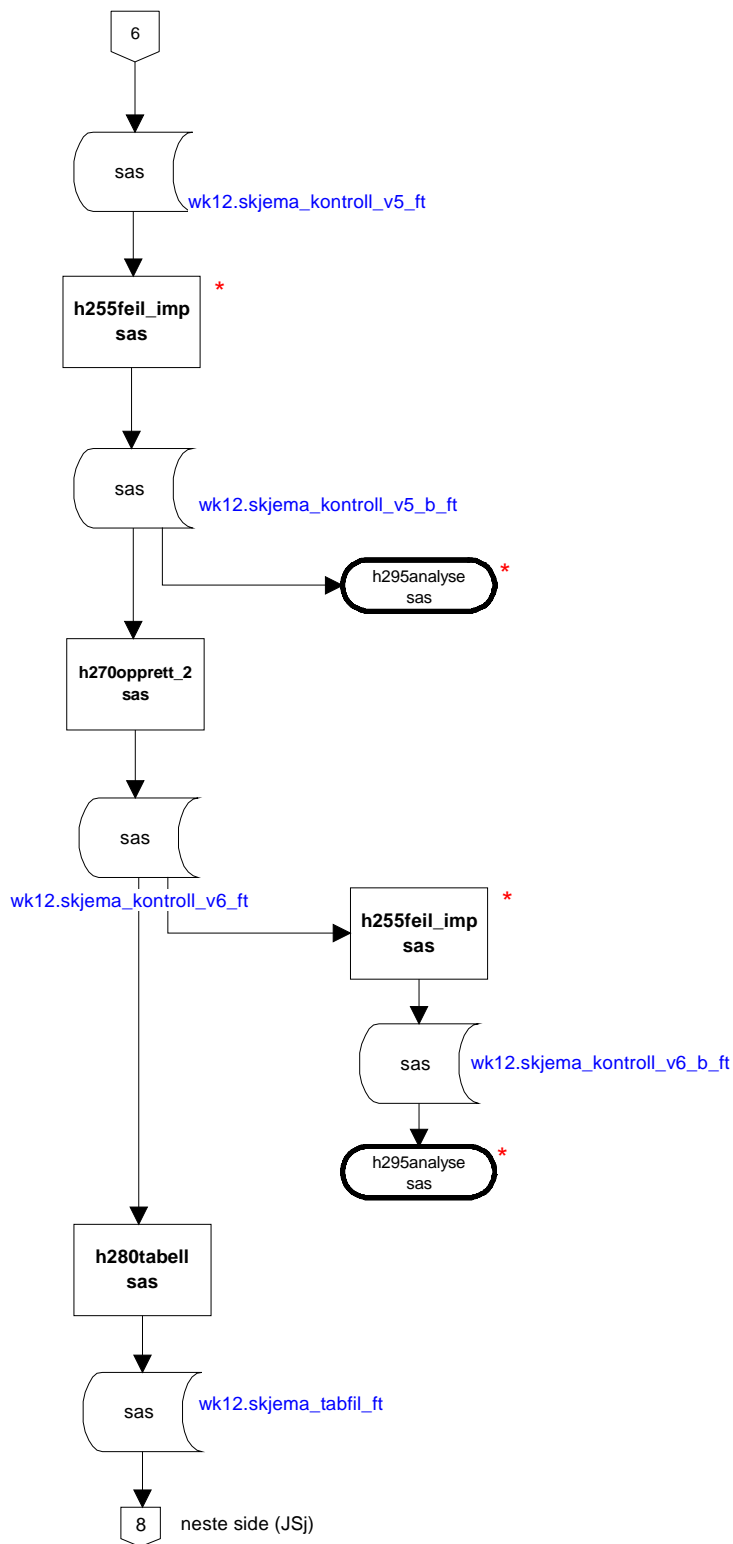 6
sas
wk12.skjema_kontroll_v5_ft
h255feil_imp
sas
*
sas
wk12.skjema_kontroll_v5_b_ft
h295analyse
sas
*
h270opprett_2
sas
sas
wk12.skjema_kontroll_v6_ft
h255feil_imp
sas
*
sas
wk12.skjema_kontroll_v6_b_ft
h295analyse
sas
*
h280tabell
sas
sas
wk12.skjema_tabfil_ft
8
neste side (JSj)